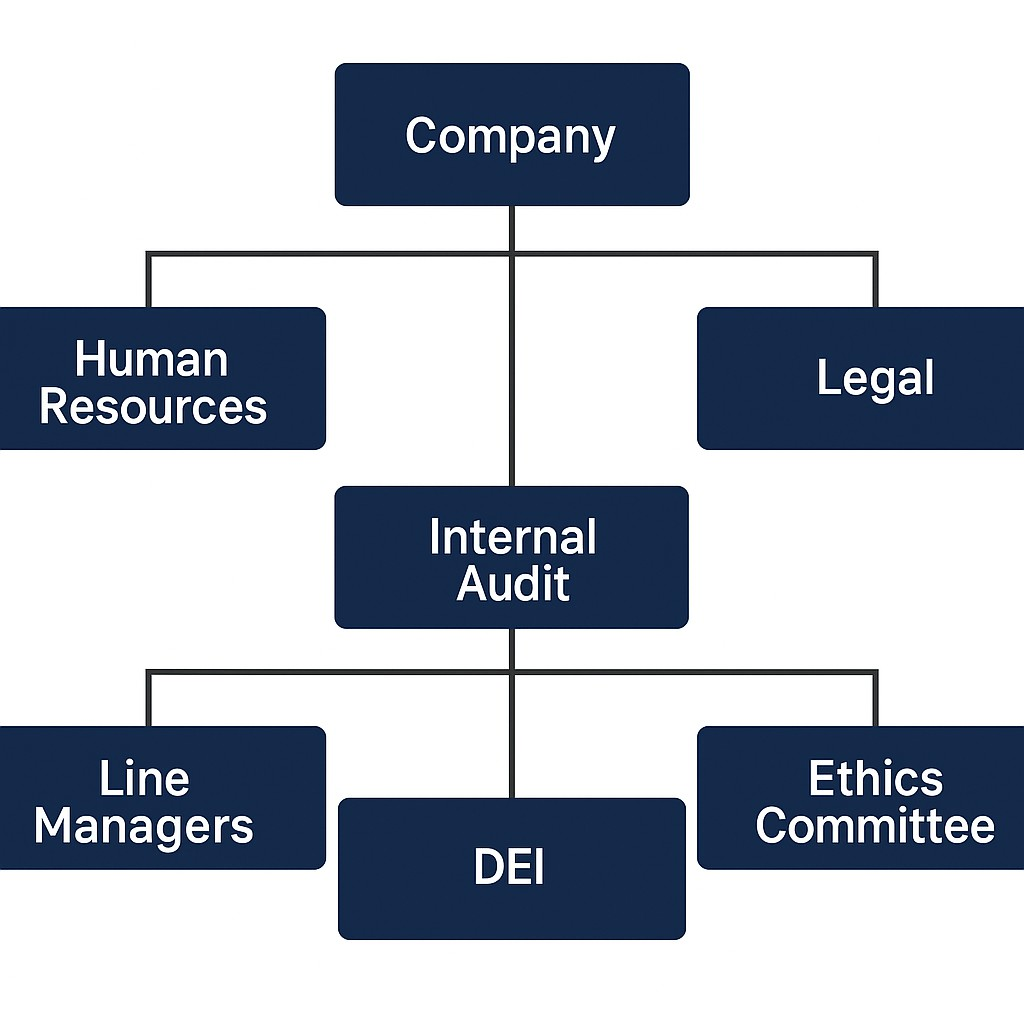 Company
Human
Resources
Legal
Internal
Audit
Line
Managers
DEI
Ethics
Committee